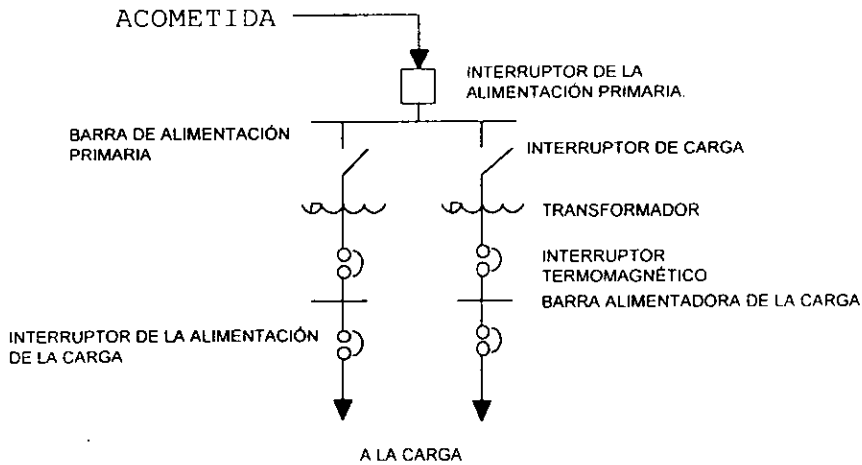 ACOMETIDA
INTERRUPTOR DE LA
ALIMENTACIÓN PRIMARIA.
BARRA DE ALIMENTACIÓN
PRIMARIA
INTERRUPTOR DE CARGA
TRANSFORMADOR
INTERRUPTOR
TERMOMAGNÉTICO
BARRA ALIMENTADORA DE LA CARGA
INTERRUPTOR DE LA ALIMENTACIÓN
DE LA CARGA
A LA CARGA